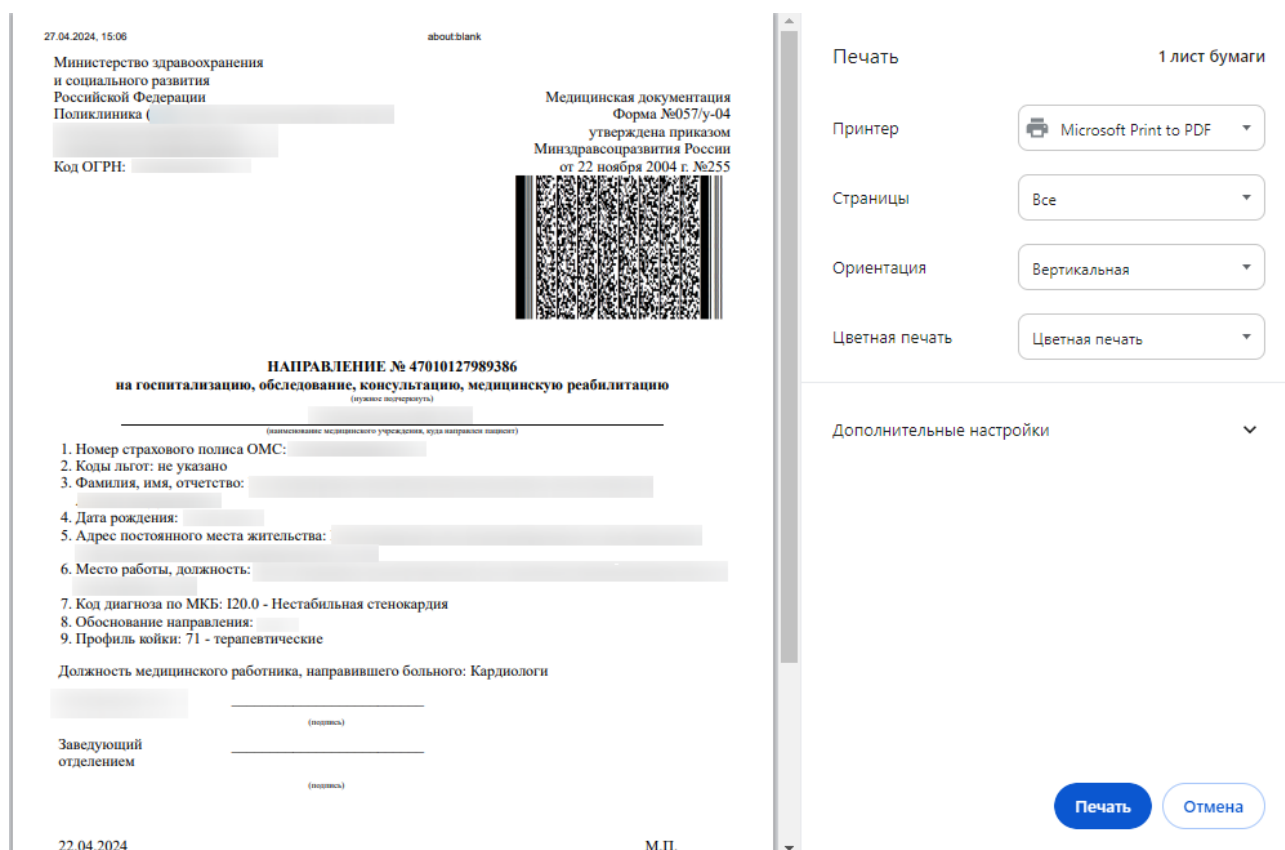 27.04.2024, 15:06 about:blank
Министерство здравоохранения
и социального развития
Российской Федерации
Поликлиника (
Код ОГРН:
Медицинская документация
Форма №057/у-04
утверждена приказом
Минздравсоцразвития России
от 22 ноября 2004 г. №255
НАПРАВЛЕНИЕ № 47010127989386
на госпитализацию, обследование, консультацию, медицинскую реабилитацию
(нужное подчеркнуть)
(наименование медицинского учреждения, куда направлен пациент)
1. Номер страхового полиса ОМС:
2. Коды льгот: не указано
3. Фамилия, имя, отчетство:
4. Дата рождения:
5. Адрес постоянного места жительства:
6. Место работы, должность:
7. Код диагноза по МКБ: I20.0 - Нестабильная стенокардия
8. Обоснование направления:
9. Профиль койки: 71 - терапевтические
Должность медицинского работника, направившего больного: Кардиологи
(подпись)
Заведующий
отделением
(подпись)
22.04.2024 М.П.
Печать 1 лист бумаги
Принтер Microsoft Print to PDF
Страницы Все
Ориентация Вертикальная
Цветная печать Цветная печать
Дополнительные настройки
Печать Отмена